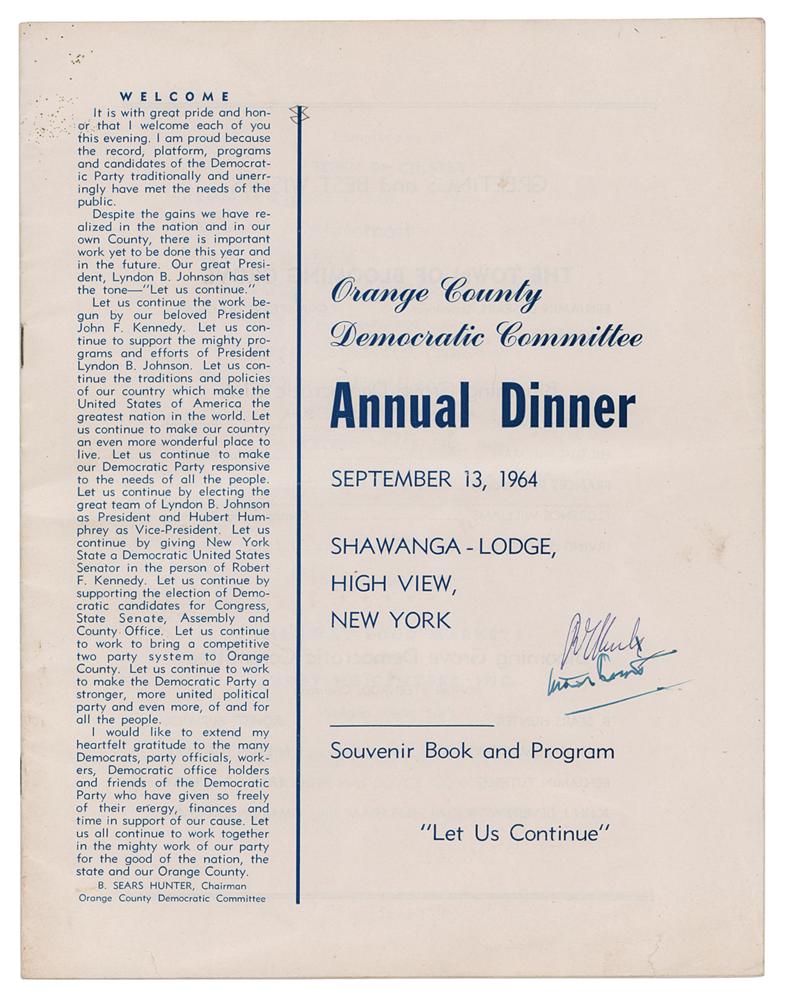 WELCOME
It is with great pride and hon-
or that I welcome each of you
this evening. I am proud because
the record, platform, programs
and candidates of the Democrat-
ic Party traditionally and unerr-
ingly have met the needs of the
public.
Despite the gains we have re-
alized in the nation and in our
own County, there is important
work yet to be done this year and
in the future. Our great Presi-
dent, Lyndon B. Johnson has set
the tone—"Let us continue."
Let us continue the work be-
gun by our beloved President
John F. Kennedy. Let us con-
tinue to support the mighty pro-
grams and efforts of President
Lyndon B. Johnson. Let us con-
tinue the traditions and policies
of our country which make the
United States of America the
greatest nation in the world. Let
us continue to make our country
an even more wonderful place to
live. Let us continue to make
our Democratic Party responsive
to the needs of all the people.
Let us continue by electing the
great team of Lyndon B. Johnson
as President and Hubert Hum-
phrey as Vice-President. Let us
continue by giving New York
State a Democratic United States
Senator in the person of Robert
F. Kennedy. Let us continue by
supporting the election of Demo-
cratic candidates for Congress,
State Senate, Assembly and
County Office. Let us continue
to work to bring a competitive
two party system to Orange
County. Let us continue to work
to make the Democratic Party a
stronger, more united political
party and even more, of and for
all the people.
I would like to extend my
heartfelt gratitude to the many
Democrats, party officials, work-
ers, Democratic office holders
and friends of the Democratic
Party who have given so freely
of their energy, finances and
time in support of our cause. Let
us all continue to work together
in the mighty work of our party
for the good of the nation, the
state and our Orange County.
B. SEARS HUNTER, Chairman
Orange County Democratic Committee
Orange County
Democratic Committee
Annual Dinner
SEPTEMBER 13, 1964
SHAWANGA-LODGE,
HIGH VIEW,
NEW YORK
Souvenir Book and Program
"Let Us Continue"